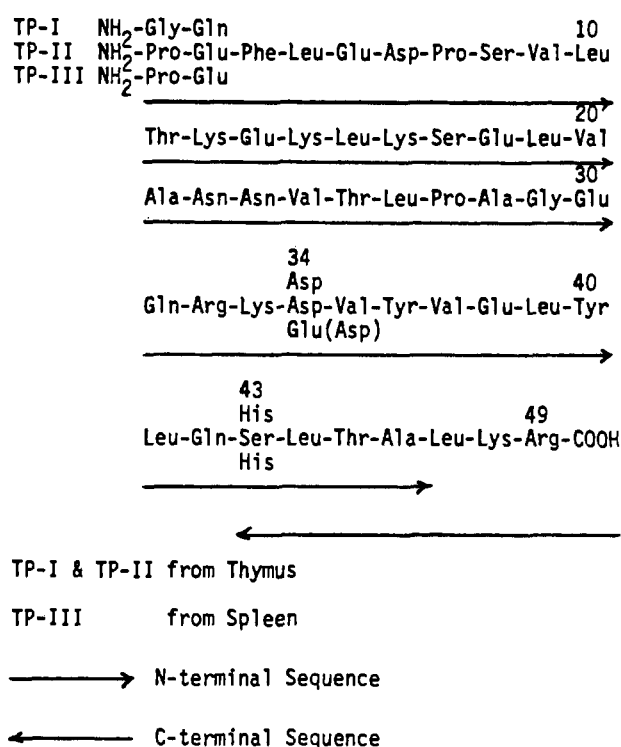 TP-I NH2-Gly-Gln 10
TP-II NH2-Pro-Glu-Phe-Leu-Glu-Asp-Pro-Ser-Val-Leu
TP-III NH2-Pro-Glu
20
Thr-Lys-Glu-Lys-Leu-Lys-Ser-Glu-Leu-Val
30
Ala-Asn-Asn-Val-Thr-Leu-Pro-Ala-Gly-Glu
34
Asp 40
Gln-Arg-Lys-Asp-Val-Tyr-Val-Glu-Leu-Tyr
Glu(Asp)
43
His 49
Leu-Gln-Ser-Leu-Thr-Ala-Leu-Lys-Arg-COOH
His
TP-I & TP-II from Thymus
TP-III from Spleen
N-terminal Sequence
C-terminal Sequence